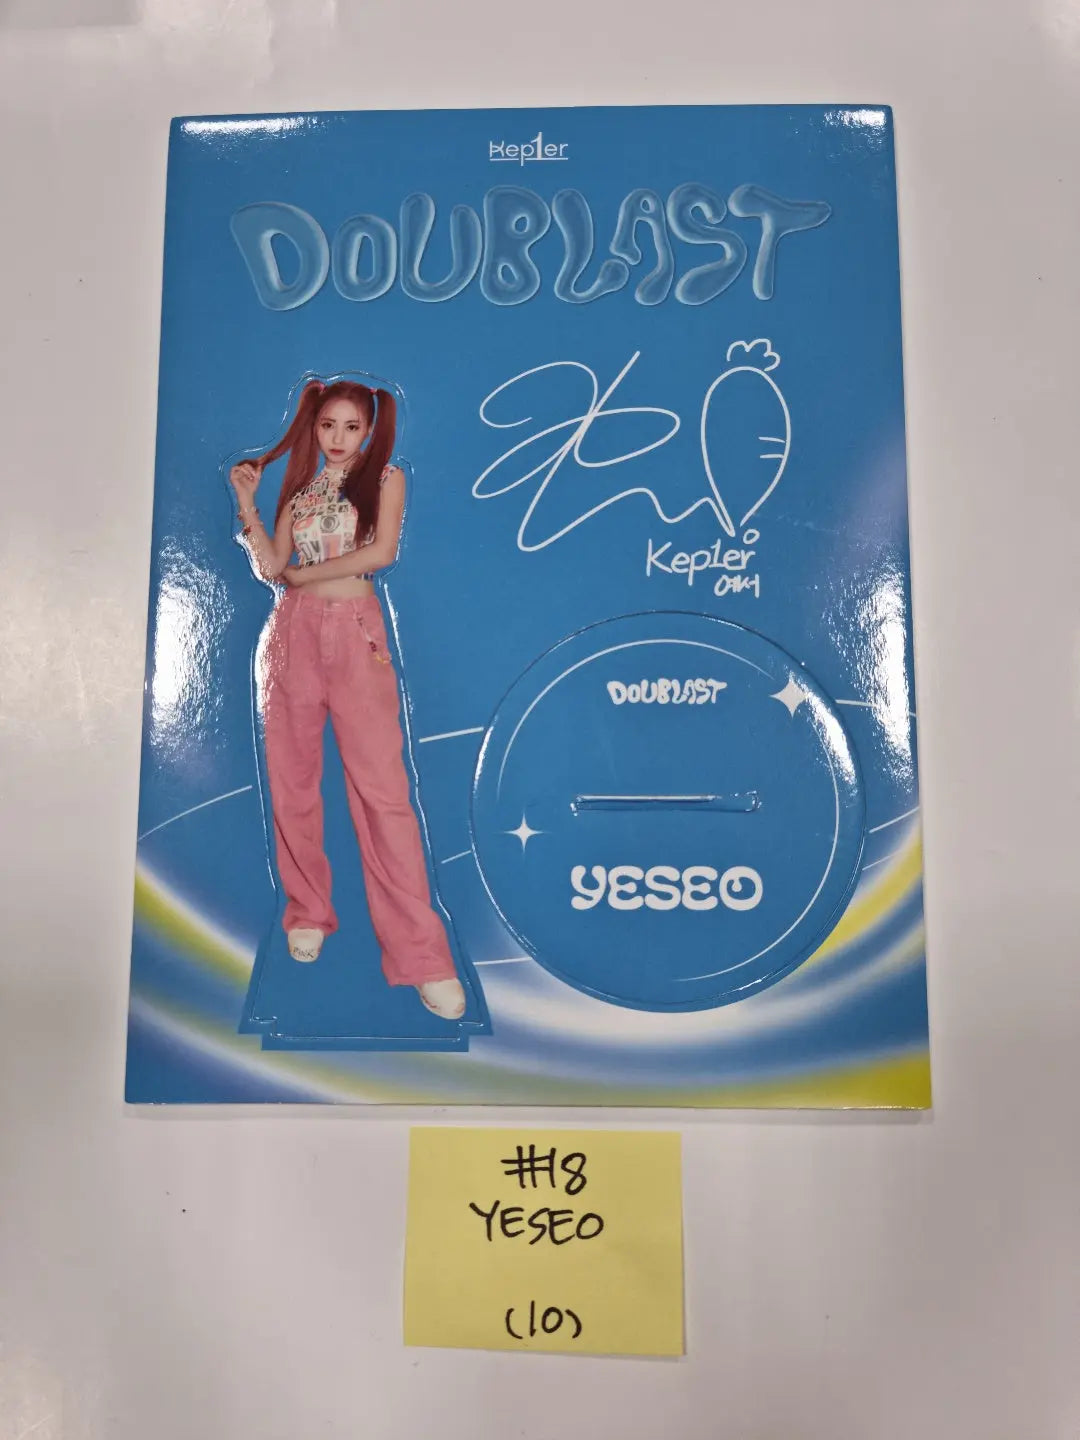 Kep1er
DOUBLAST
Kep1er
예서
DOUBLAST
YESEO
#18
YESEO
(10)